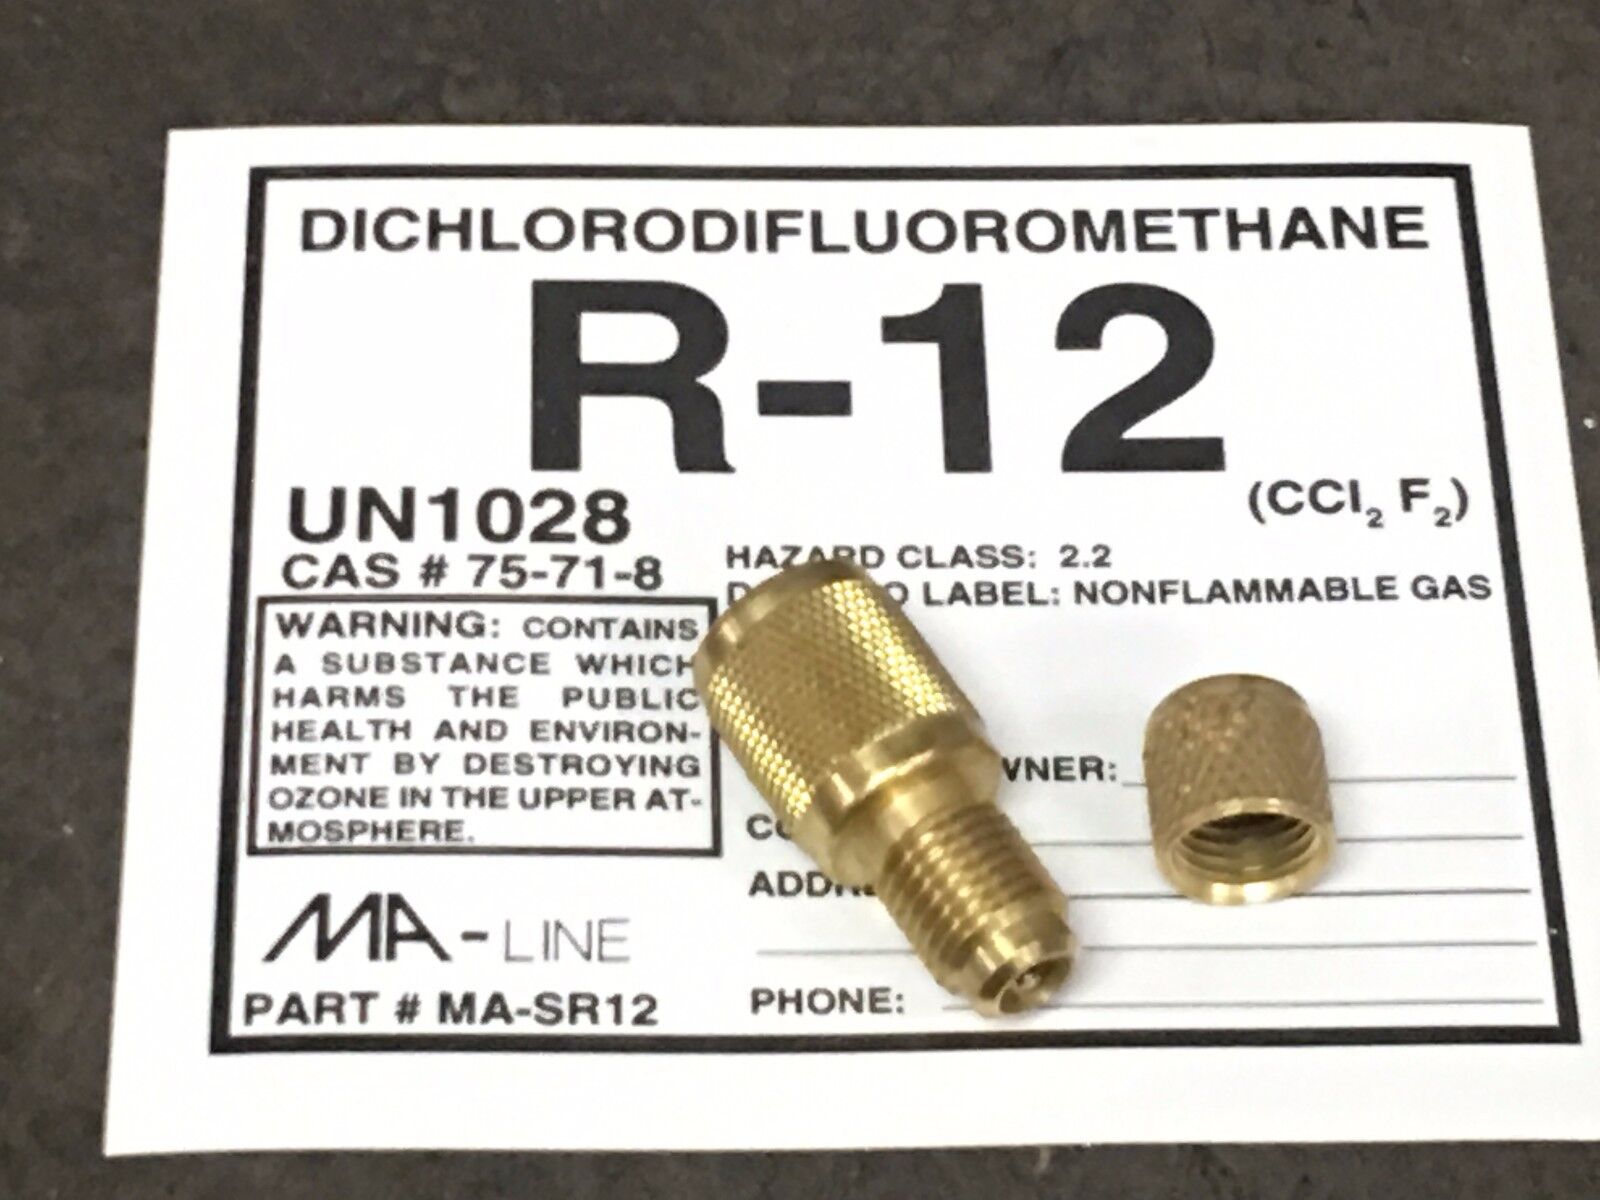 DICHLORODIFLUOROMETHANE
R-12
(CCl₂ F₂)
UN1028
CAS # 75-71-8
HAZARD CLASS: 2.2
LABEL: NONFLAMMABLE GAS
WARNING: CONTAINS
A SUBSTANCE WHICH
HARMS THE PUBLIC
HEALTH AND ENVIRON-
MENT BY DESTROYING
OZONE IN THE UPPER AT-
MOSPHERE.
MA-LINE
PART # MA-SR12
PHONE: